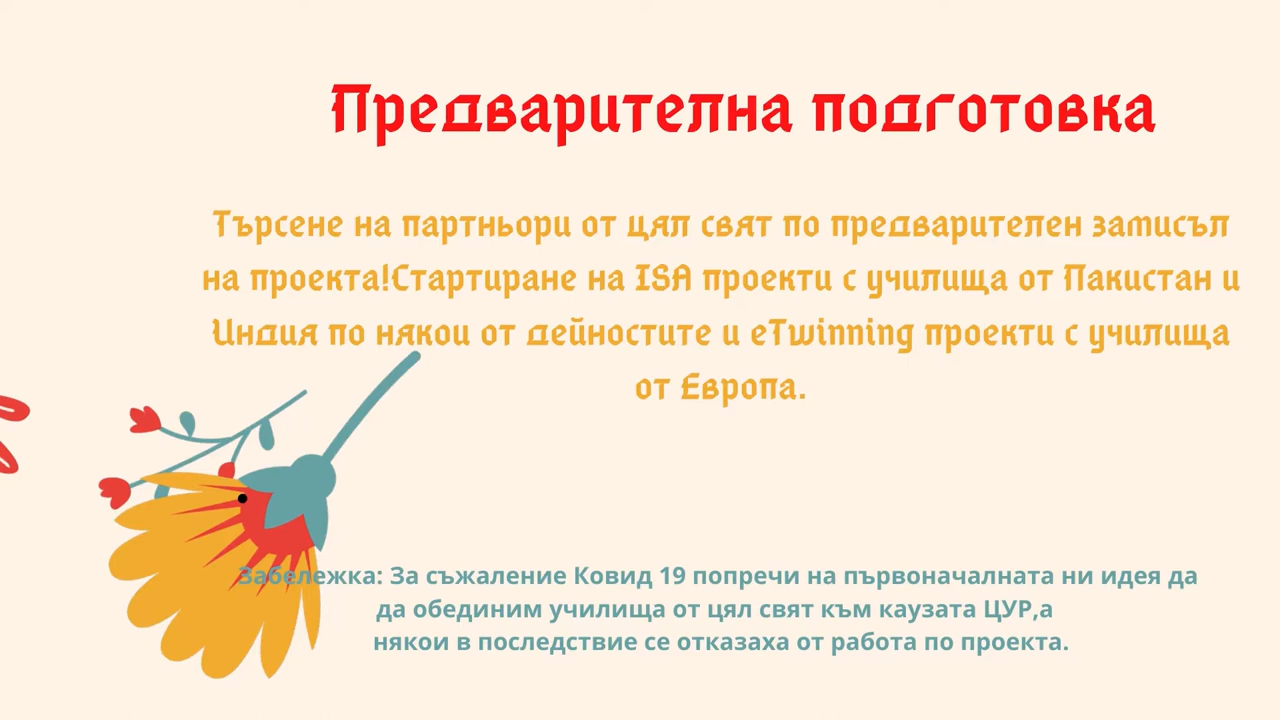 Предварителна подготовка
Търсене на партньори от цял свят по предварителен замисъл
на проекта!Стартиране на ISA проекти с училища от Пакистан и
Индия по някои от дейностите и eTwinning проекти с училища
от Европа.
Забележка: За съжаление Ковид 19 попречи на първоначалната ни идея да
да обединим училища от цял свят към каузата ЦУР,а
някои в последствие се отказаха от работа по проекта.